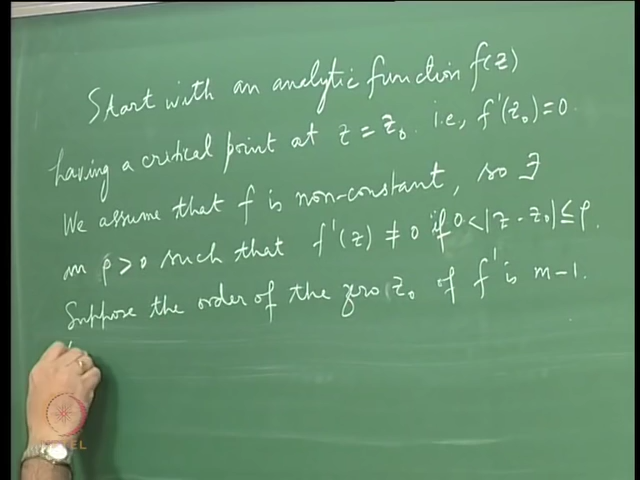 Start with an analytic function f(z)
having a critical point at z = z₀. i.e, f'(z₀)=0.
We assume that f is non-constant, so ∃
an ρ>0 such that f'(z) ≠ 0 if 0<|z-z₀|≤ρ.
Suppose the order of the zero z₀ of f' is m-1.